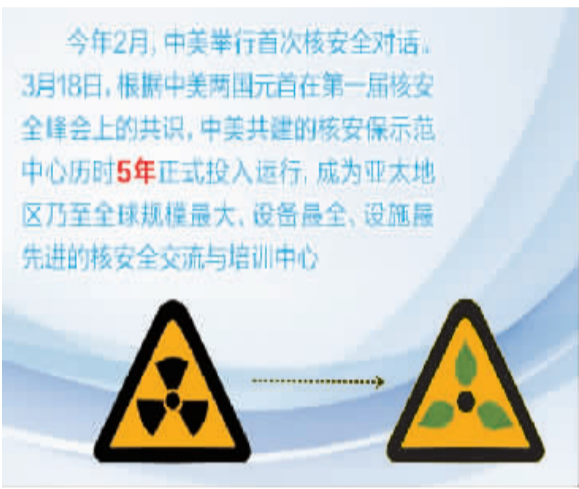 今年2月,中美举行首次核安全对话。
3月18日,根据中美两国元首在第一届核安
全峰会上的共识,中美共建的核安保示范
中心历时5年正式投入运行,成为亚太地
区乃至全球规模最大、设备最全、设施最
先进的核安全交流与培训中心